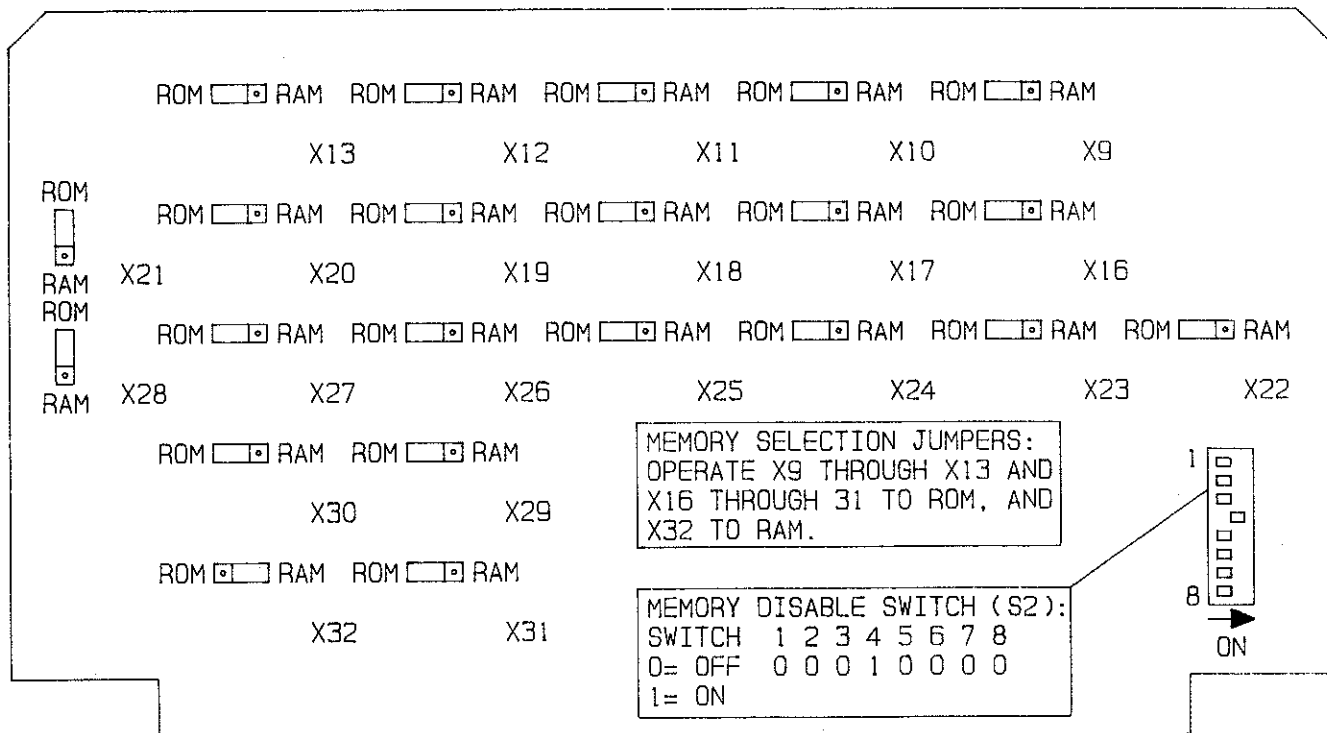 ROM RAM ROM RAM ROM RAM ROM RAM ROM RAM
X13 X12 X11 X10 X9
ROM
RAM
ROM RAM ROM RAM ROM RAM ROM RAM ROM RAM
X21 X20 X19 X18 X17 X16
ROM
RAM
ROM RAM ROM RAM ROM RAM ROM RAM ROM RAM ROM RAM
X28 X27 X26 X25 X24 X23 X22
ROM RAM ROM RAM
X30 X29
MEMORY SELECTION JUMPERS:
OPERATE X9 THROUGH X13 AND
X16 THROUGH 31 TO ROM, AND
X32 TO RAM.
1
8
ON
ROM RAM ROM RAM
X32 X31
MEMORY DISABLE SWITCH (S2):
SWITCH 1 2 3 4 5 6 7 8
0= OFF 0 0 0 1 0 0 0 0
1= ON